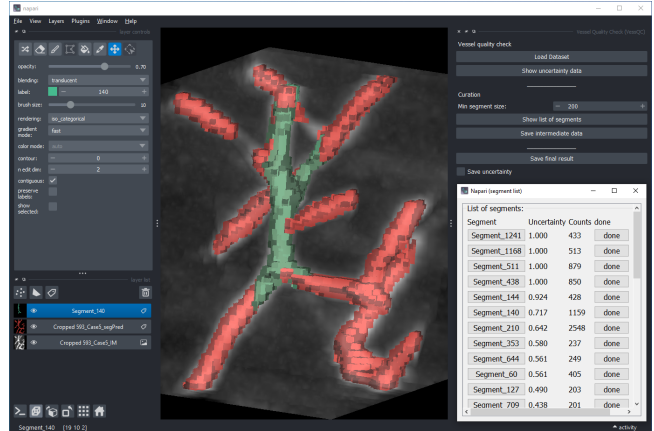 napari
File View Layers Plugins Window Help
layer controls
opacity: 0.70
blending: translucent
label: 140
brush size: 10
rendering: iso_categorical
gradient mode: fast
color mode: auto
contour: 0
n edit dim: 2
contiguous:
preserve labels:
show selected:
layer list
Segment_140
Cropped 593_Case5_segPred
Cropped 593_Case5_IM
Segment_140 [19 10 2]
Vessel Quality Check (VessQC)
Vessel quality check
Load Dataset
Show uncertainty data
Curation
Min segment size: 200
Show list of segments
Save intermediate data
Save final result
Save uncertainty
Napari (segment list)
List of segments:
Segment Uncertainty Counts done
Segment_1241 1.000 433 done
Segment_1168 1.000 513 done
Segment_511 1.000 879 done
Segment_438 1.000 850 done
Segment_144 0.924 428 done
Segment_140 0.717 1159 done
Segment_210 0.642 2548 done
Segment_353 0.580 237 done
Segment_644 0.561 249 done
Segment_60 0.561 405 done
Segment_127 0.490 203 done
Segment_709 0.438 201 done
activity